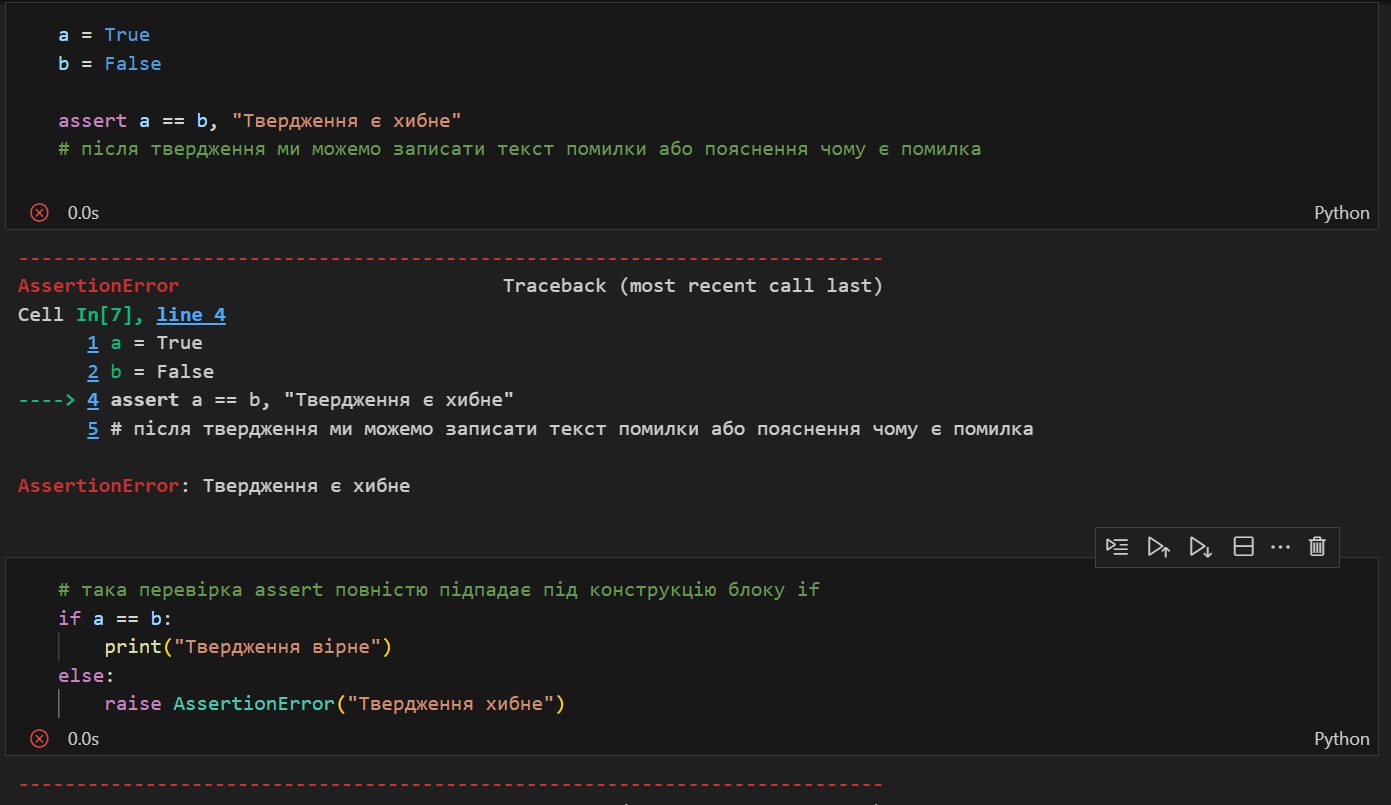 a = True
b = False
assert a == b, "Твердження є хибне"
# після твердження ми можемо записати текст помилки або пояснення чому є помилка
0.0s
Python
---------------------------------------------------------------------------
AssertionError                            Traceback (most recent call last)
Cell In[7], line 4
1 a = True
2 b = False
----> 4 assert a == b, "Твердження є хибне"
5 # після твердження ми можемо записати текст помилки або пояснення чому є помилка
AssertionError: Твердження є хибне
# така перевірка assert повністю підпадає під конструкцію блоку if
if a == b:
    print("Твердження вірне")
else:
    raise AssertionError("Твердження хибне")
0.0s
Python
---------------------------------------------------------------------------